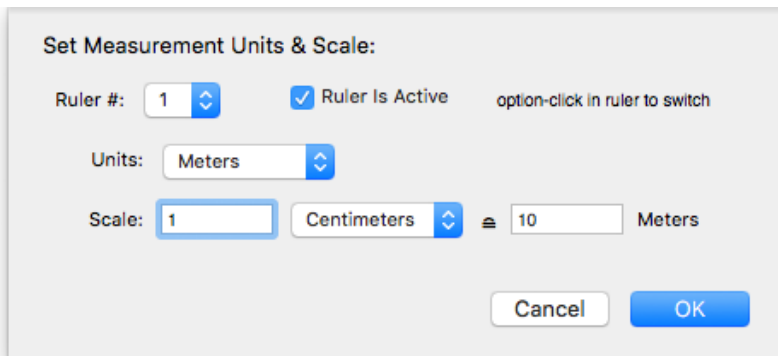 Set Measurement Units & Scale:
Ruler #: 1 Ruler Is Active option-click in ruler to switch
Units: Meters
Scale: 1 Centimeters ≘ 10 Meters
Cancel OK